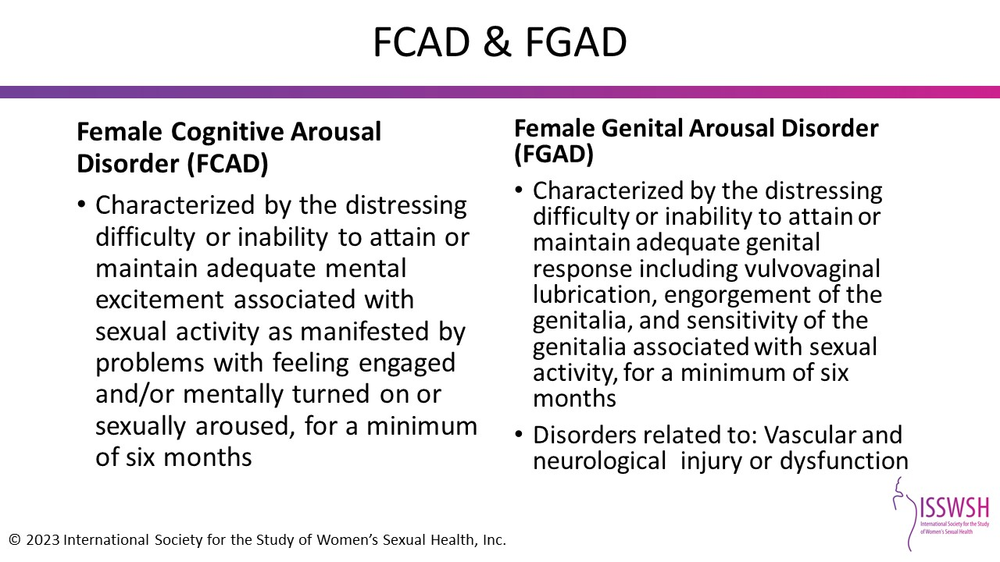 FCAD & FGAD
Female Cognitive Arousal
Disorder (FCAD)
• Characterized by the distressing
difficulty or inability to attain or
maintain adequate mental
excitement associated with
sexual activity as manifested by
problems with feeling engaged
and/or mentally turned on or
sexually aroused, for a minimum
of six months
Female Genital Arousal Disorder
(FGAD)
• Characterized by the distressing
difficulty or inability to attain or
maintain adequate genital
response including vulvovaginal
lubrication, engorgement of the
genitalia, and sensitivity of the
genitalia associated with sexual
activity, for a minimum of six
months
• Disorders related to: Vascular and
neurological  injury or dysfunction
ISSWSH
International Society for the Study
of Women's Sexual Health
© 2023 International Society for the Study of Women’s Sexual Health, Inc.